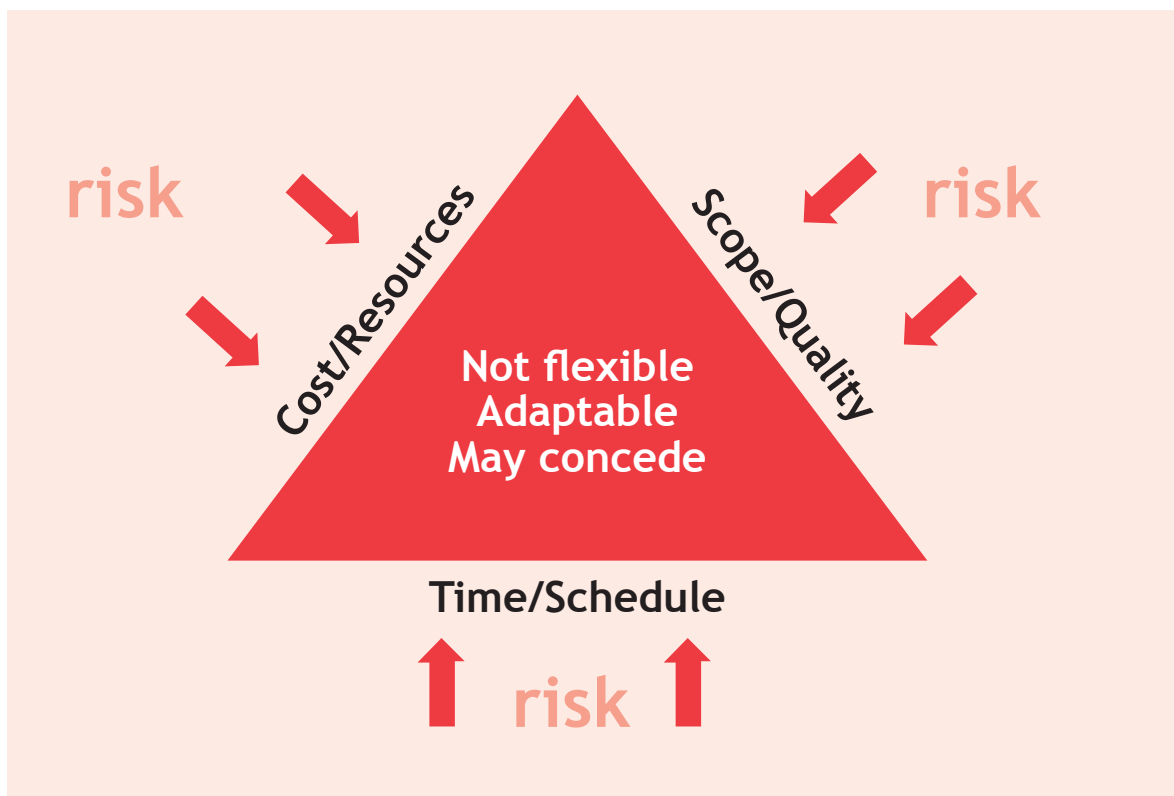 risk
risk
Cost/Resources
Scope/Quality
Not flexible
Adaptable
May concede
Time/Schedule
risk